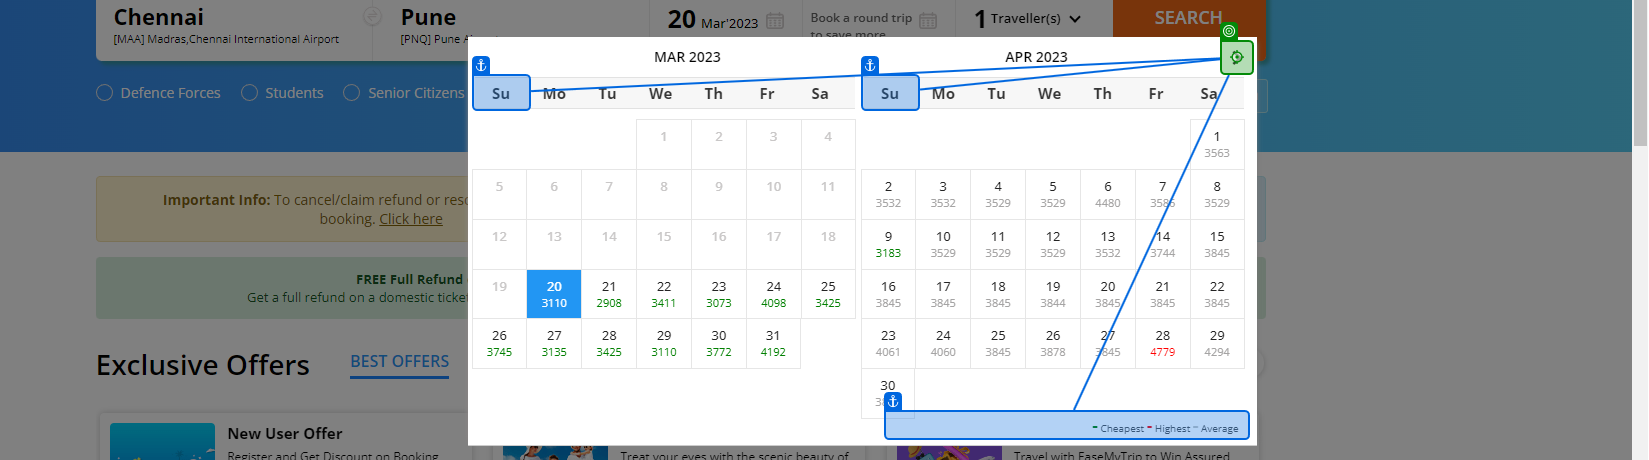 Chennai
[MAA] Madras,Chennai International Airport
Pune
[PNQ] Pune
20 Mar'2023
Book a round trip
to save more
1 Traveller(s)
SEARCH
Defence Forces
Students
Senior Citizens
MAR 2023
Su Mo Tu We Th Fr Sa
1 2 3 4
5 6 7 8 9 10 11
12 13 14 15 16 17 18
19 20 21 22 23 24 25
3110 2908 3411 3073 4098 3425
26 27 28 29 30 31
3745 3135 3425 3110 3772 4192
APR 2023
Su Mo Tu We Th Fr Sa
1
3563
2 3 4 5 6 7 8
3532 3532 3529 3529 4480 3585 3529
9 10 11 12 13 14 15
3183 3529 3529 3529 3532 3744 3845
16 17 18 19 20 21 22
3845 3845 3845 3844 3845 3845 3845
23 24 25 26 27 28 29
4061 4060 3845 3878 3845 4779 4294
30
Cheapest Highest Average
Important Info: To cancel/claim refund or
booking. Click here
FREE Full Refund
Get a full refund on a domestic ticket
Exclusive Offers
BEST OFFERS
New User Offer
Register and Get Discount on Booking
Treat your eyes with the scenic beauty of
Travel with EaseMyTrip to Win Assured